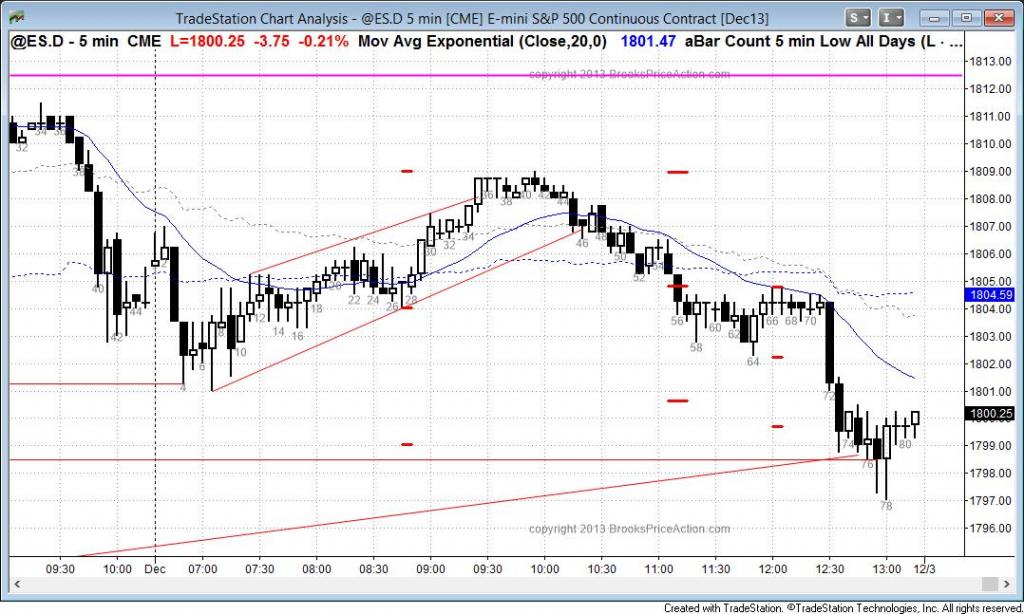 TradeStation Chart Analysis - @ES.D 5 min [CME] E-mini S&P 500 Continuous Contract [Dec13]
S I
@ES.D - 5 min CME L=1800.25 -3.75 -0.21% Mov Avg Exponential (Close,20,0) 1801.47 aBar Count 5 min Low All Days (L · ...
1813.00
copyright 2013 BrooksPriceAction.com
1812.00
1811.00
1810.00
1809.00
1808.00
1807.00
1806.00
1805.00
1804.59
1804.00
1803.00
1802.00
1801.00
1800.25
1799.00
1798.00
1797.00
1796.00
32 34 36 38 40 42 44 2 4 6 8 10 12 14 16 18 20 22 24 26 28 30 32 34 36 38 40 42 44 46 48 50 52 54 56 58 60 62 64 66 68 70 72 74 76 78 80
copyright 2013 BrooksPriceAction.com
09:30 10:00 Dec 07:00 07:30 08:00 08:30 09:00 09:30 10:00 10:30 11:00 11:30 12:00 12:30 13:00 12/3
Created with TradeStation. ©TradeStation Technologies, Inc. All rights reserved.